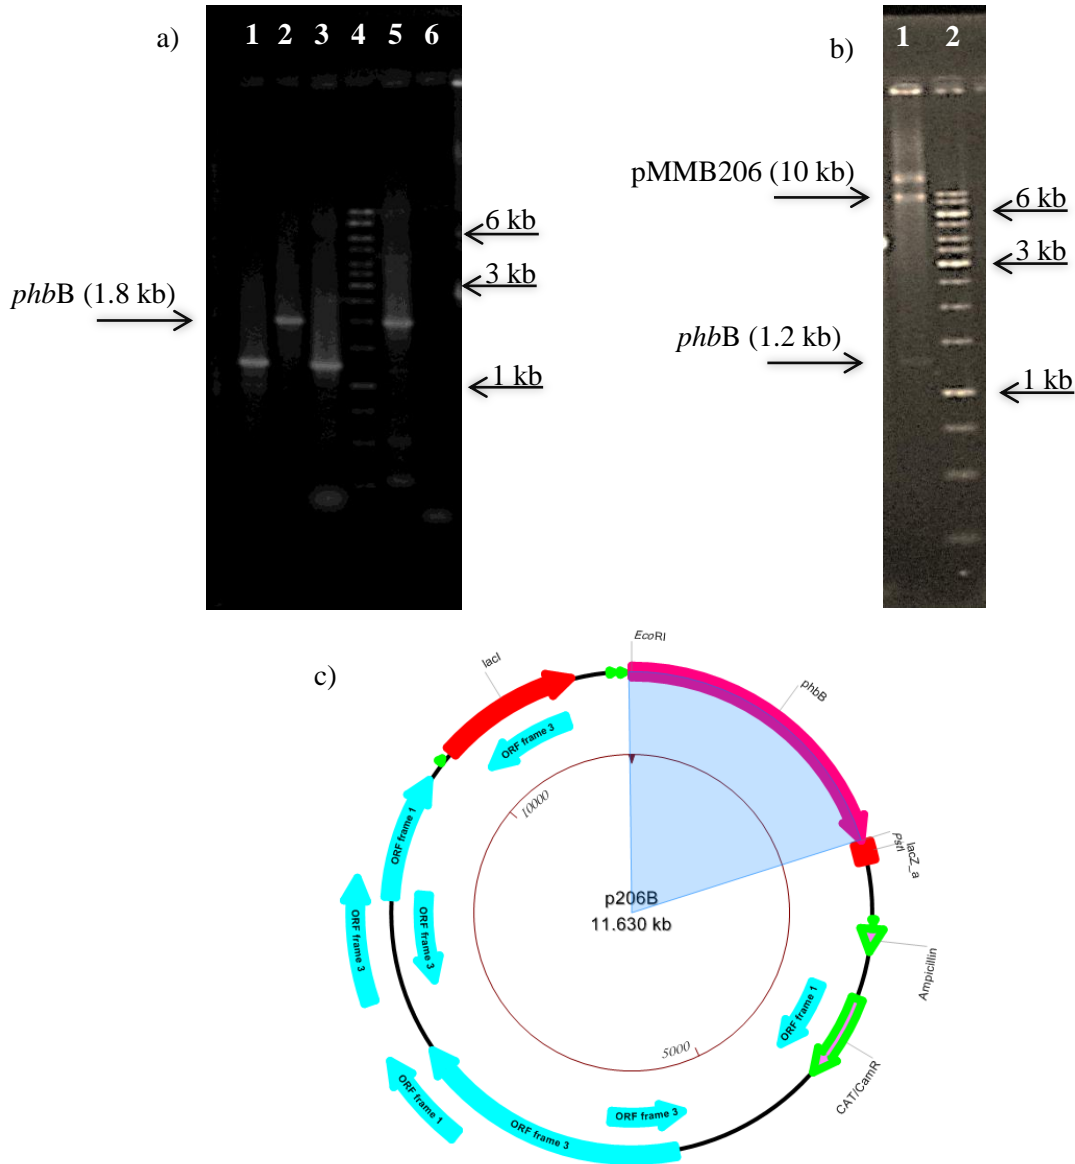 a)
1 2 3 4 5 6
b)
1 2
pMMB206 (10 kb)
6 kb
6 kb
3 kb
3 kb
phbB (1.8 kb)
phbB (1.2 kb)
1 kb
1 kb
c)
EcoRI
lacI
phbB
ORF frame 3
10000
ORF frame 1
PstI
lacZ_a
p206B
11.630 kb
ORF frame 3
ORF frame 3
Ampicillin
ORF frame 1
5000
CAT/CamR
ORF frame 1
ORF frame 3
ORF frame 3